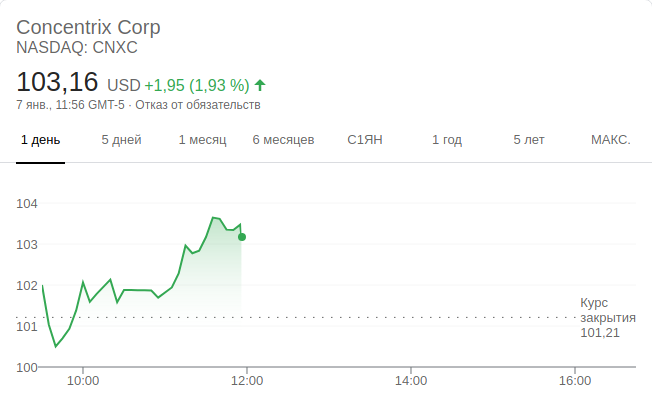 Concentrix Corp
NASDAQ: CNXC
103,16 USD +1,95 (1,93 %)
7 янв., 11:56 GMT-5 · Отказ от обязательств
1 день 5 дней 1 месяц 6 месяцев С1ЯН 1 год 5 лет МАКС.
104
103
102
101
100
Курс
закрытия
101,21
10:00 12:00 14:00 16:00